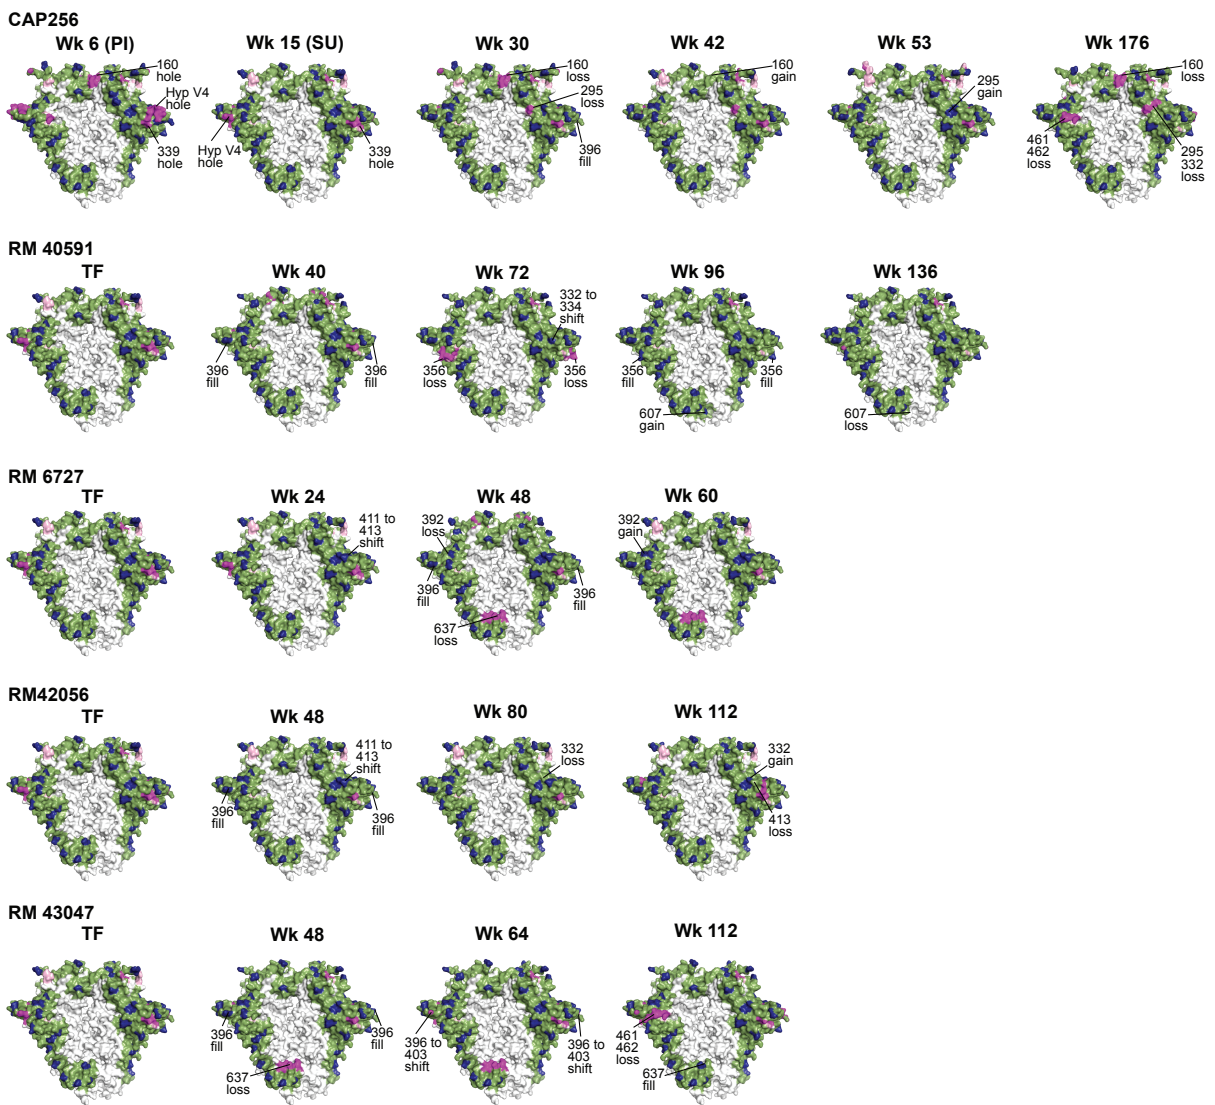 CAP256
Wk 6 (PI)
160
hole
Hyp V4
hole
339
hole
Wk 15 (SU)
Hyp V4
hole
339
hole
Wk 30
160
loss
295
loss
396
fill
Wk 42
160
gain
Wk 53
295
gain
Wk 176
160
loss
461
462
loss
295
332
loss
RM 40591
TF
Wk 40
396
fill
396
fill
Wk 72
332 to
334
shift
356
loss
356
loss
Wk 96
356
fill
356
fill
607
gain
Wk 136
607
loss
RM 6727
TF
Wk 24
411 to
413
shift
Wk 48
392
loss
396
fill
396
fill
637
loss
Wk 60
392
gain
RM42056
TF
Wk 48
411 to
413
shift
396
fill
396
fill
Wk 80
332
loss
Wk 112
332
gain
413
loss
RM 43047
TF
Wk 48
396
fill
396
fill
637
loss
Wk 64
396 to
403
shift
396 to
403
shift
Wk 112
461
462
loss
637
fill